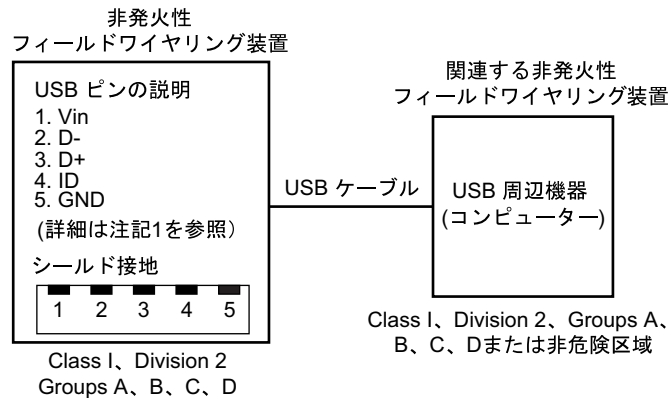 非発火性
フィールドワイヤリング装置
USB ピンの説明
1. Vin
2. D-
3. D+
4. ID
5. GND
(詳細は注記1を参照）
シールド接地
1 2 3 4 5
Class I、Division 2
Groups A、B、C、D
USB ケーブル
関連する非発火性
フィールドワイヤリング装置
USB 周辺機器
(コンピューター)
Class I、Division 2、Groups A、
B、C、Dまたは非危険区域